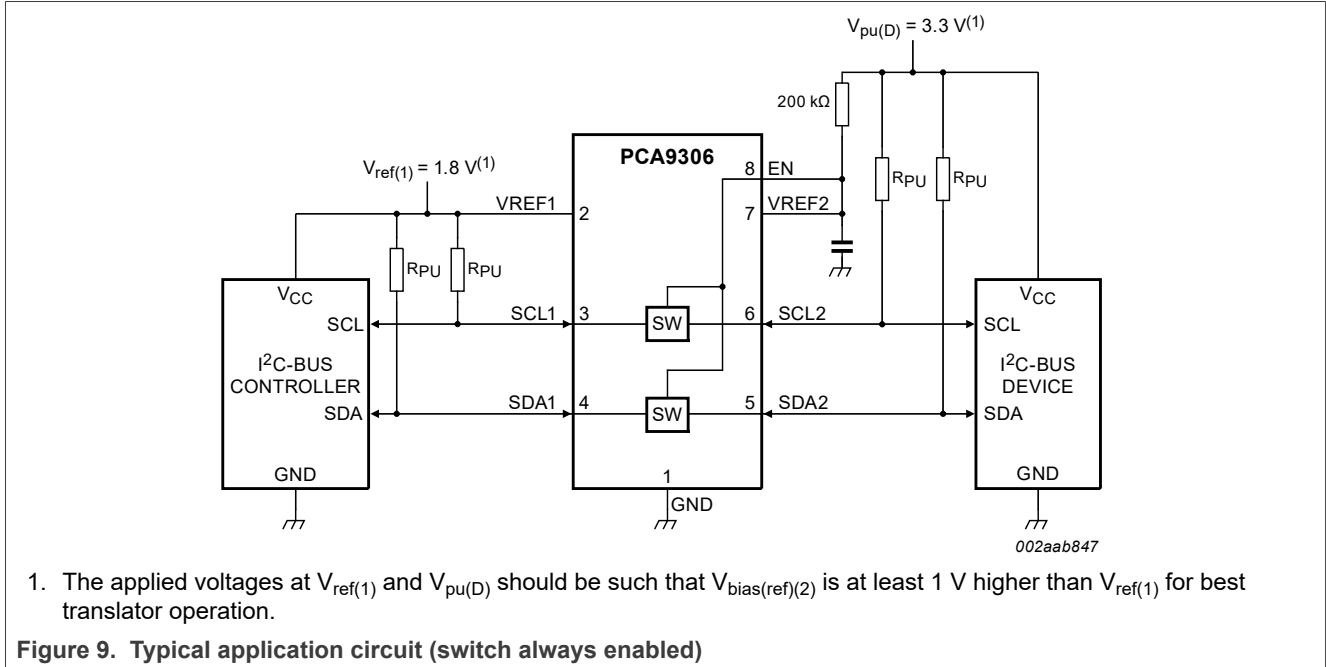 V_pu(D) = 3.3 V(1)
200 kΩ
PCA9306
8 EN
V_ref(1) = 1.8 V(1)
R_PU R_PU
VREF1 2
7 VREF2
R_PU R_PU
V_CC
V_CC
SCL SCL1 3 SW 6 SCL2 SCL
I²C-BUS
CONTROLLER
I²C-BUS
DEVICE
SDA SDA1 4 SW 5 SDA2 SDA
GND
1
GND
GND
002aab847
1. The applied voltages at V_ref(1) and V_pu(D) should be such that V_bias(ref)(2) is at least 1 V higher than V_ref(1) for best
translator operation.
Figure 9. Typical application circuit (switch always enabled)